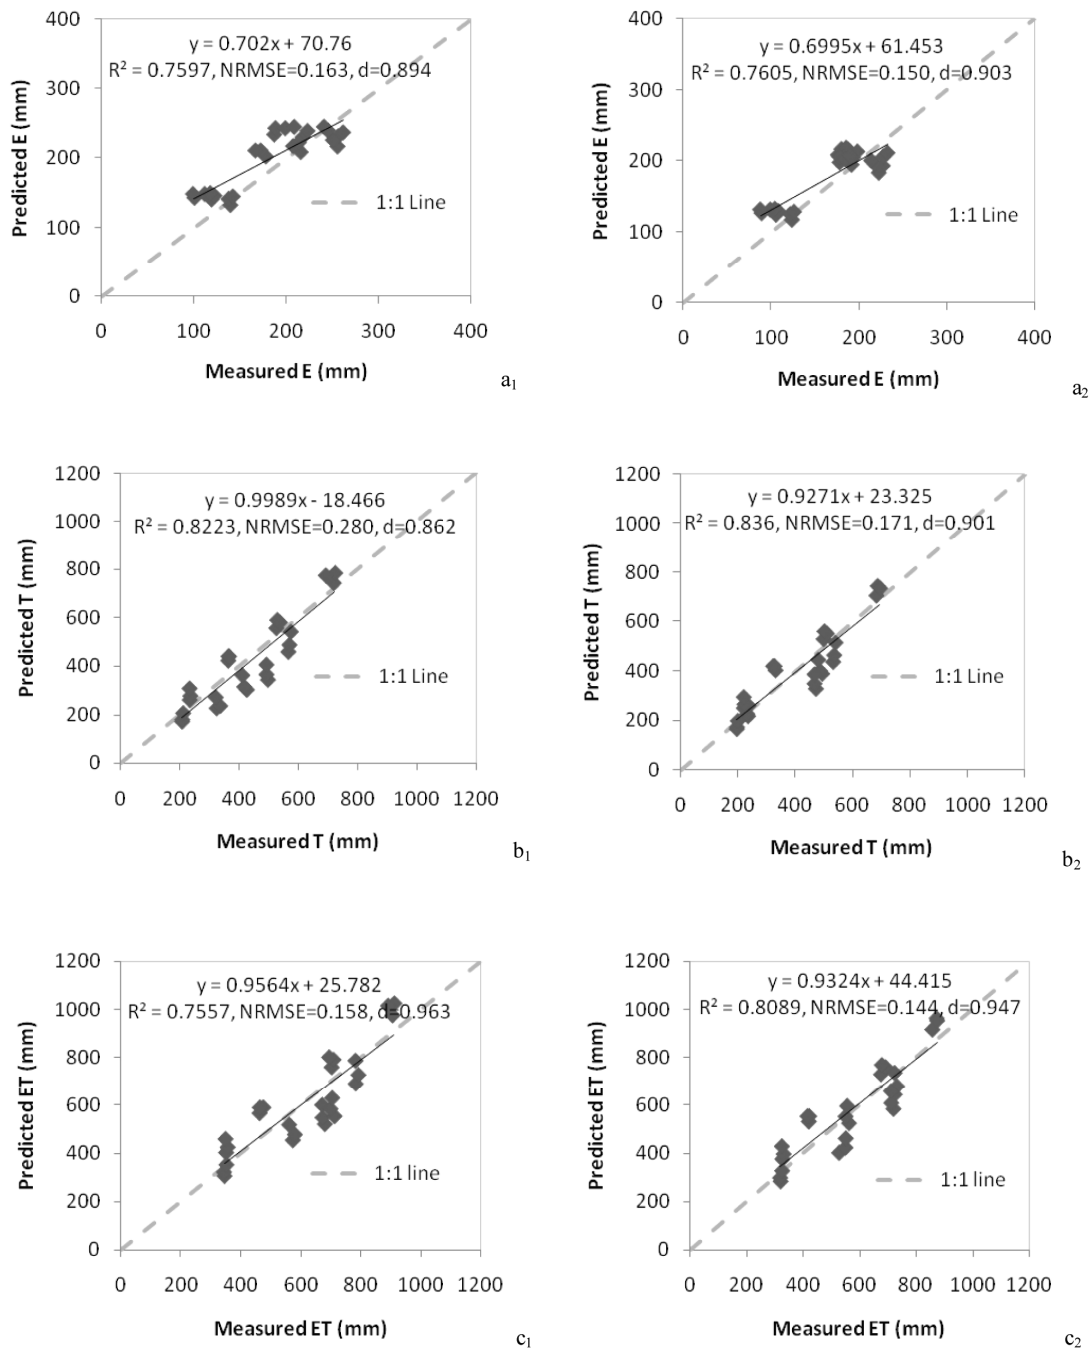 400
300
200
100
0
Predicted E (mm)
y = 0.702x + 70.76
R² = 0.7597, NRMSE=0.163, d=0.894
1:1 Line
0 100 200 300 400
Measured E (mm)
a1
400
300
200
100
0
Predicted E (mm)
y = 0.6995x + 61.453
R² = 0.7605, NRMSE=0.150, d=0.903
1:1 Line
0 100 200 300 400
Measured E (mm)
a2
1200
1000
800
600
400
200
0
Predicted T (mm)
y = 0.9989x - 18.466
R² = 0.8223, NRMSE=0.280, d=0.862
1:1 Line
0 200 400 600 800 1000 1200
Measured T (mm)
b1
1200
1000
800
600
400
200
0
Predicted T (mm)
y = 0.9271x + 23.325
R² = 0.836, NRMSE=0.171, d=0.901
1:1 Line
0 200 400 600 800 1000 1200
Measured T (mm)
b2
1200
1000
800
600
400
200
0
Predicted ET (mm)
y = 0.9564x + 25.782
R² = 0.7557, NRMSE=0.158, d=0.963
1:1 line
0 200 400 600 800 1000 1200
Measured ET (mm)
c1
1200
1000
800
600
400
200
0
Predicted ET (mm)
y = 0.9324x + 44.415
R² = 0.8089, NRMSE=0.144, d=0.947
1:1 line
0 200 400 600 800 1000 1200
Measured ET (mm)
c2